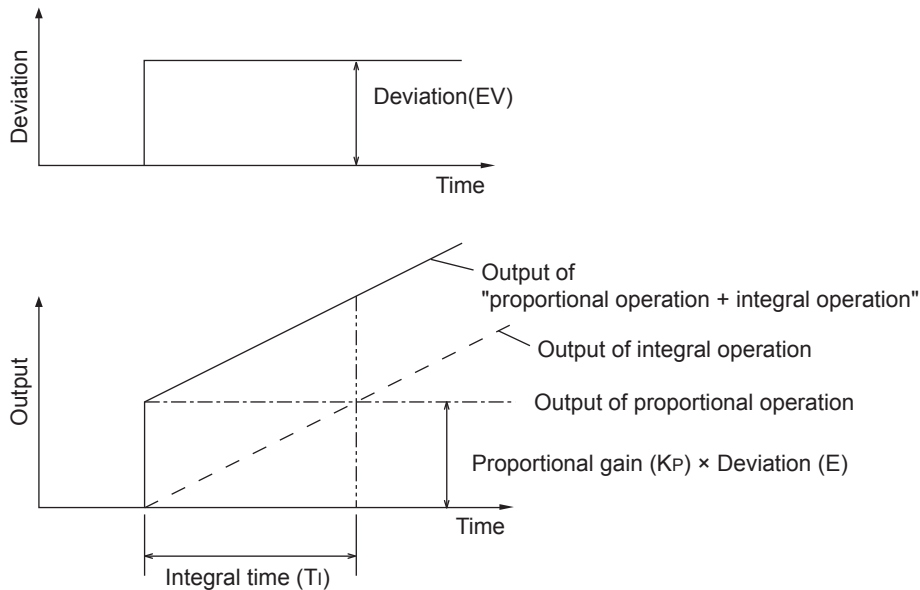 Deviation
Deviation(EV)
Time
Output
Output of
"proportional operation + integral operation"
Output of integral operation
Output of proportional operation
Proportional gain (KP) × Deviation (E)
Time
Integral time (TI)